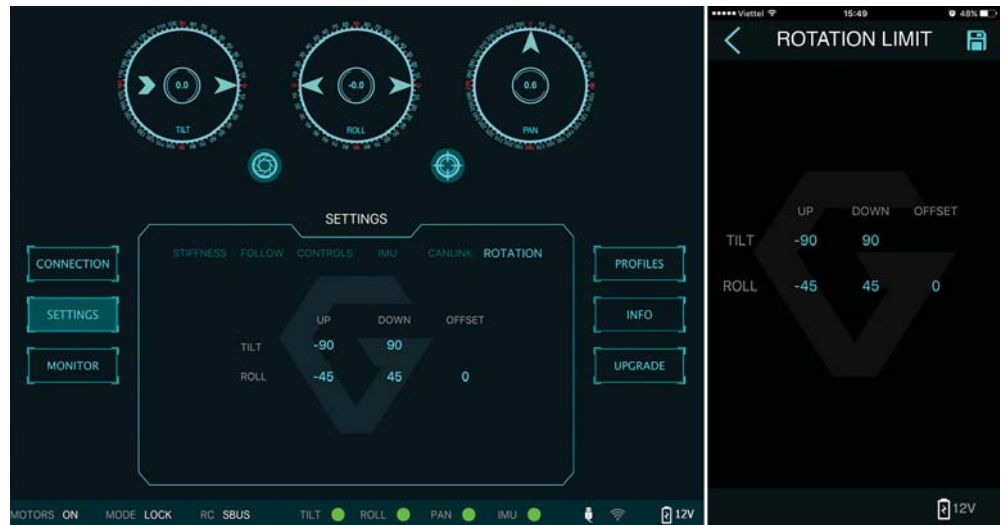 0.0
TILT
-0.0
ROLL
0.6
PAN
SETTINGS
STIFFNESS FOLLOW CONTROLS IMU CANLINK ROTATION
CONNECTION
SETTINGS
MONITOR
UP DOWN OFFSET
TILT -90 90
ROLL -45 45 0
PROFILES
INFO
UPGRADE
MOTORS ON MODE LOCK RC SBUS TILT ROLL PAN IMU 12V
Viettel 15:49 48%
ROTATION LIMIT
UP DOWN OFFSET
TILT -90 90
ROLL -45 45 0
12V